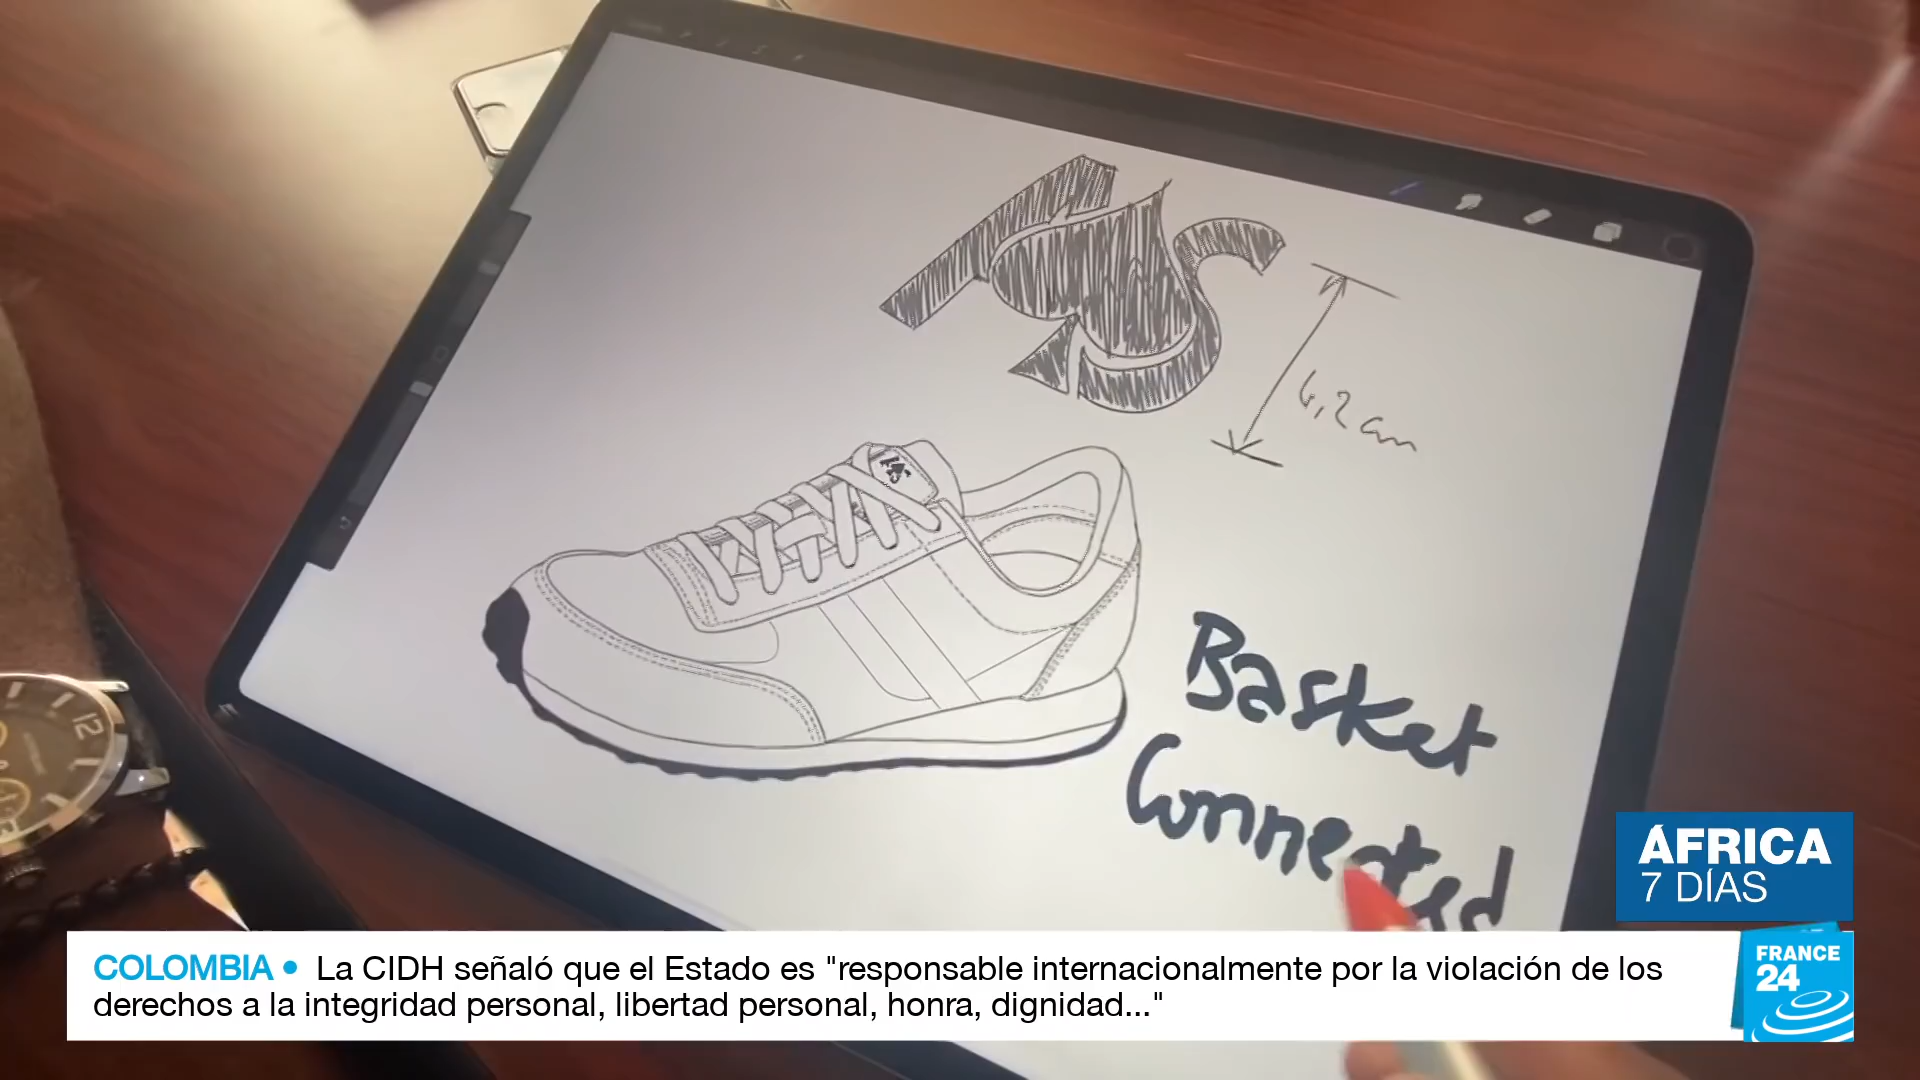 4,2 cm
Basket
Connected
12
ÁFRICA
7 DÍAS
COLOMBIA • La CIDH señaló que el Estado es "responsable internacionalmente por la violación de los
derechos a la integridad personal, libertad personal, honra, dignidad..."
FRANCE
24